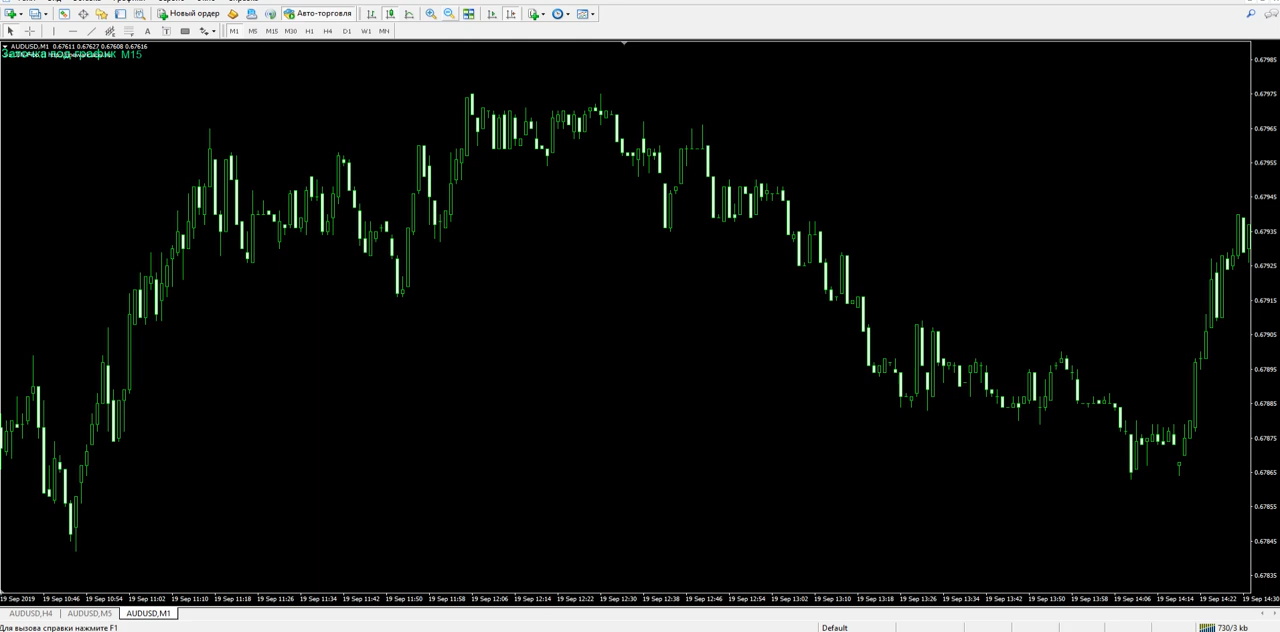 Новый ордер
Авто-торговля
A
T
M1 M5 M15 M30 H1 H4 D1 W1 MN
AUDUSD,M1 0.67611 0.67627 0.67608 0.67616
M15
0.67985
0.67975
0.67965
0.67955
0.67945
0.67935
0.67925
0.67915
0.67905
0.67895
0.67885
0.67875
0.67865
0.67855
0.67845
0.67835
19 Sep 2019 19 Sep 10:46 19 Sep 10:54 19 Sep 11:02 19 Sep 11:10 19 Sep 11:18 19 Sep 11:26 19 Sep 11:34 19 Sep 11:42 19 Sep 11:50 19 Sep 11:58 19 Sep 12:06 19 Sep 12:14 19 Sep 12:22 19 Sep 12:30 19 Sep 12:38 19 Sep 12:46 19 Sep 12:54 19 Sep 13:02 19 Sep 13:10 19 Sep 13:18 19 Sep 13:26 19 Sep 13:34 19 Sep 13:42 19 Sep 13:50 19 Sep 13:58 19 Sep 14:06 19 Sep 14:14 19 Sep 14:22 19 Sep 14:30
AUDUSD,H4 AUDUSD,M5 AUDUSD,M1
Для вызова справки нажмите F1 Default 730/3 kb